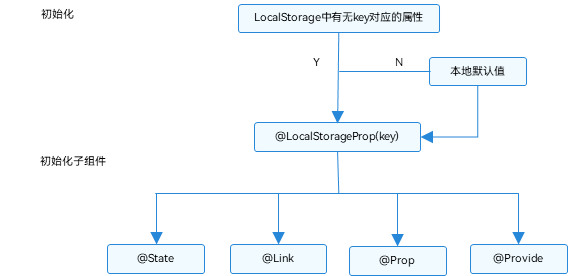 初始化
LocalStorage中有无key对应的属性
Y
N
本地默认值
@LocalStorageProp(key)
初始化子组件
@State
@Link
@Prop
@Provide